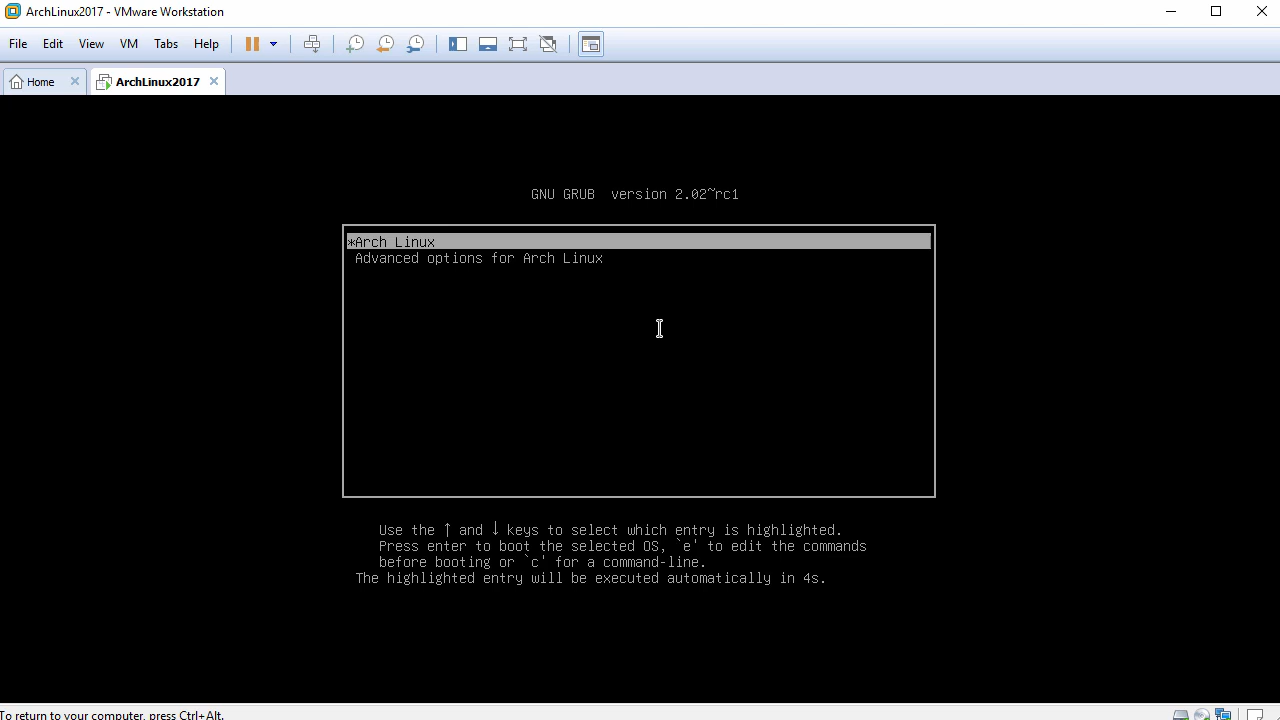 ArchLinux2017 - VMware Workstation
File Edit View VM Tabs Help
Home ArchLinux2017
GNU GRUB  version 2.02~rc1
*Arch Linux
Advanced options for Arch Linux
Use the ↑ and ↓ keys to select which entry is highlighted.
Press enter to boot the selected OS, `e' to edit the commands
before booting or `c' for a command-line.
The highlighted entry will be executed automatically in 4s.
To return to your computer, press Ctrl+Alt.